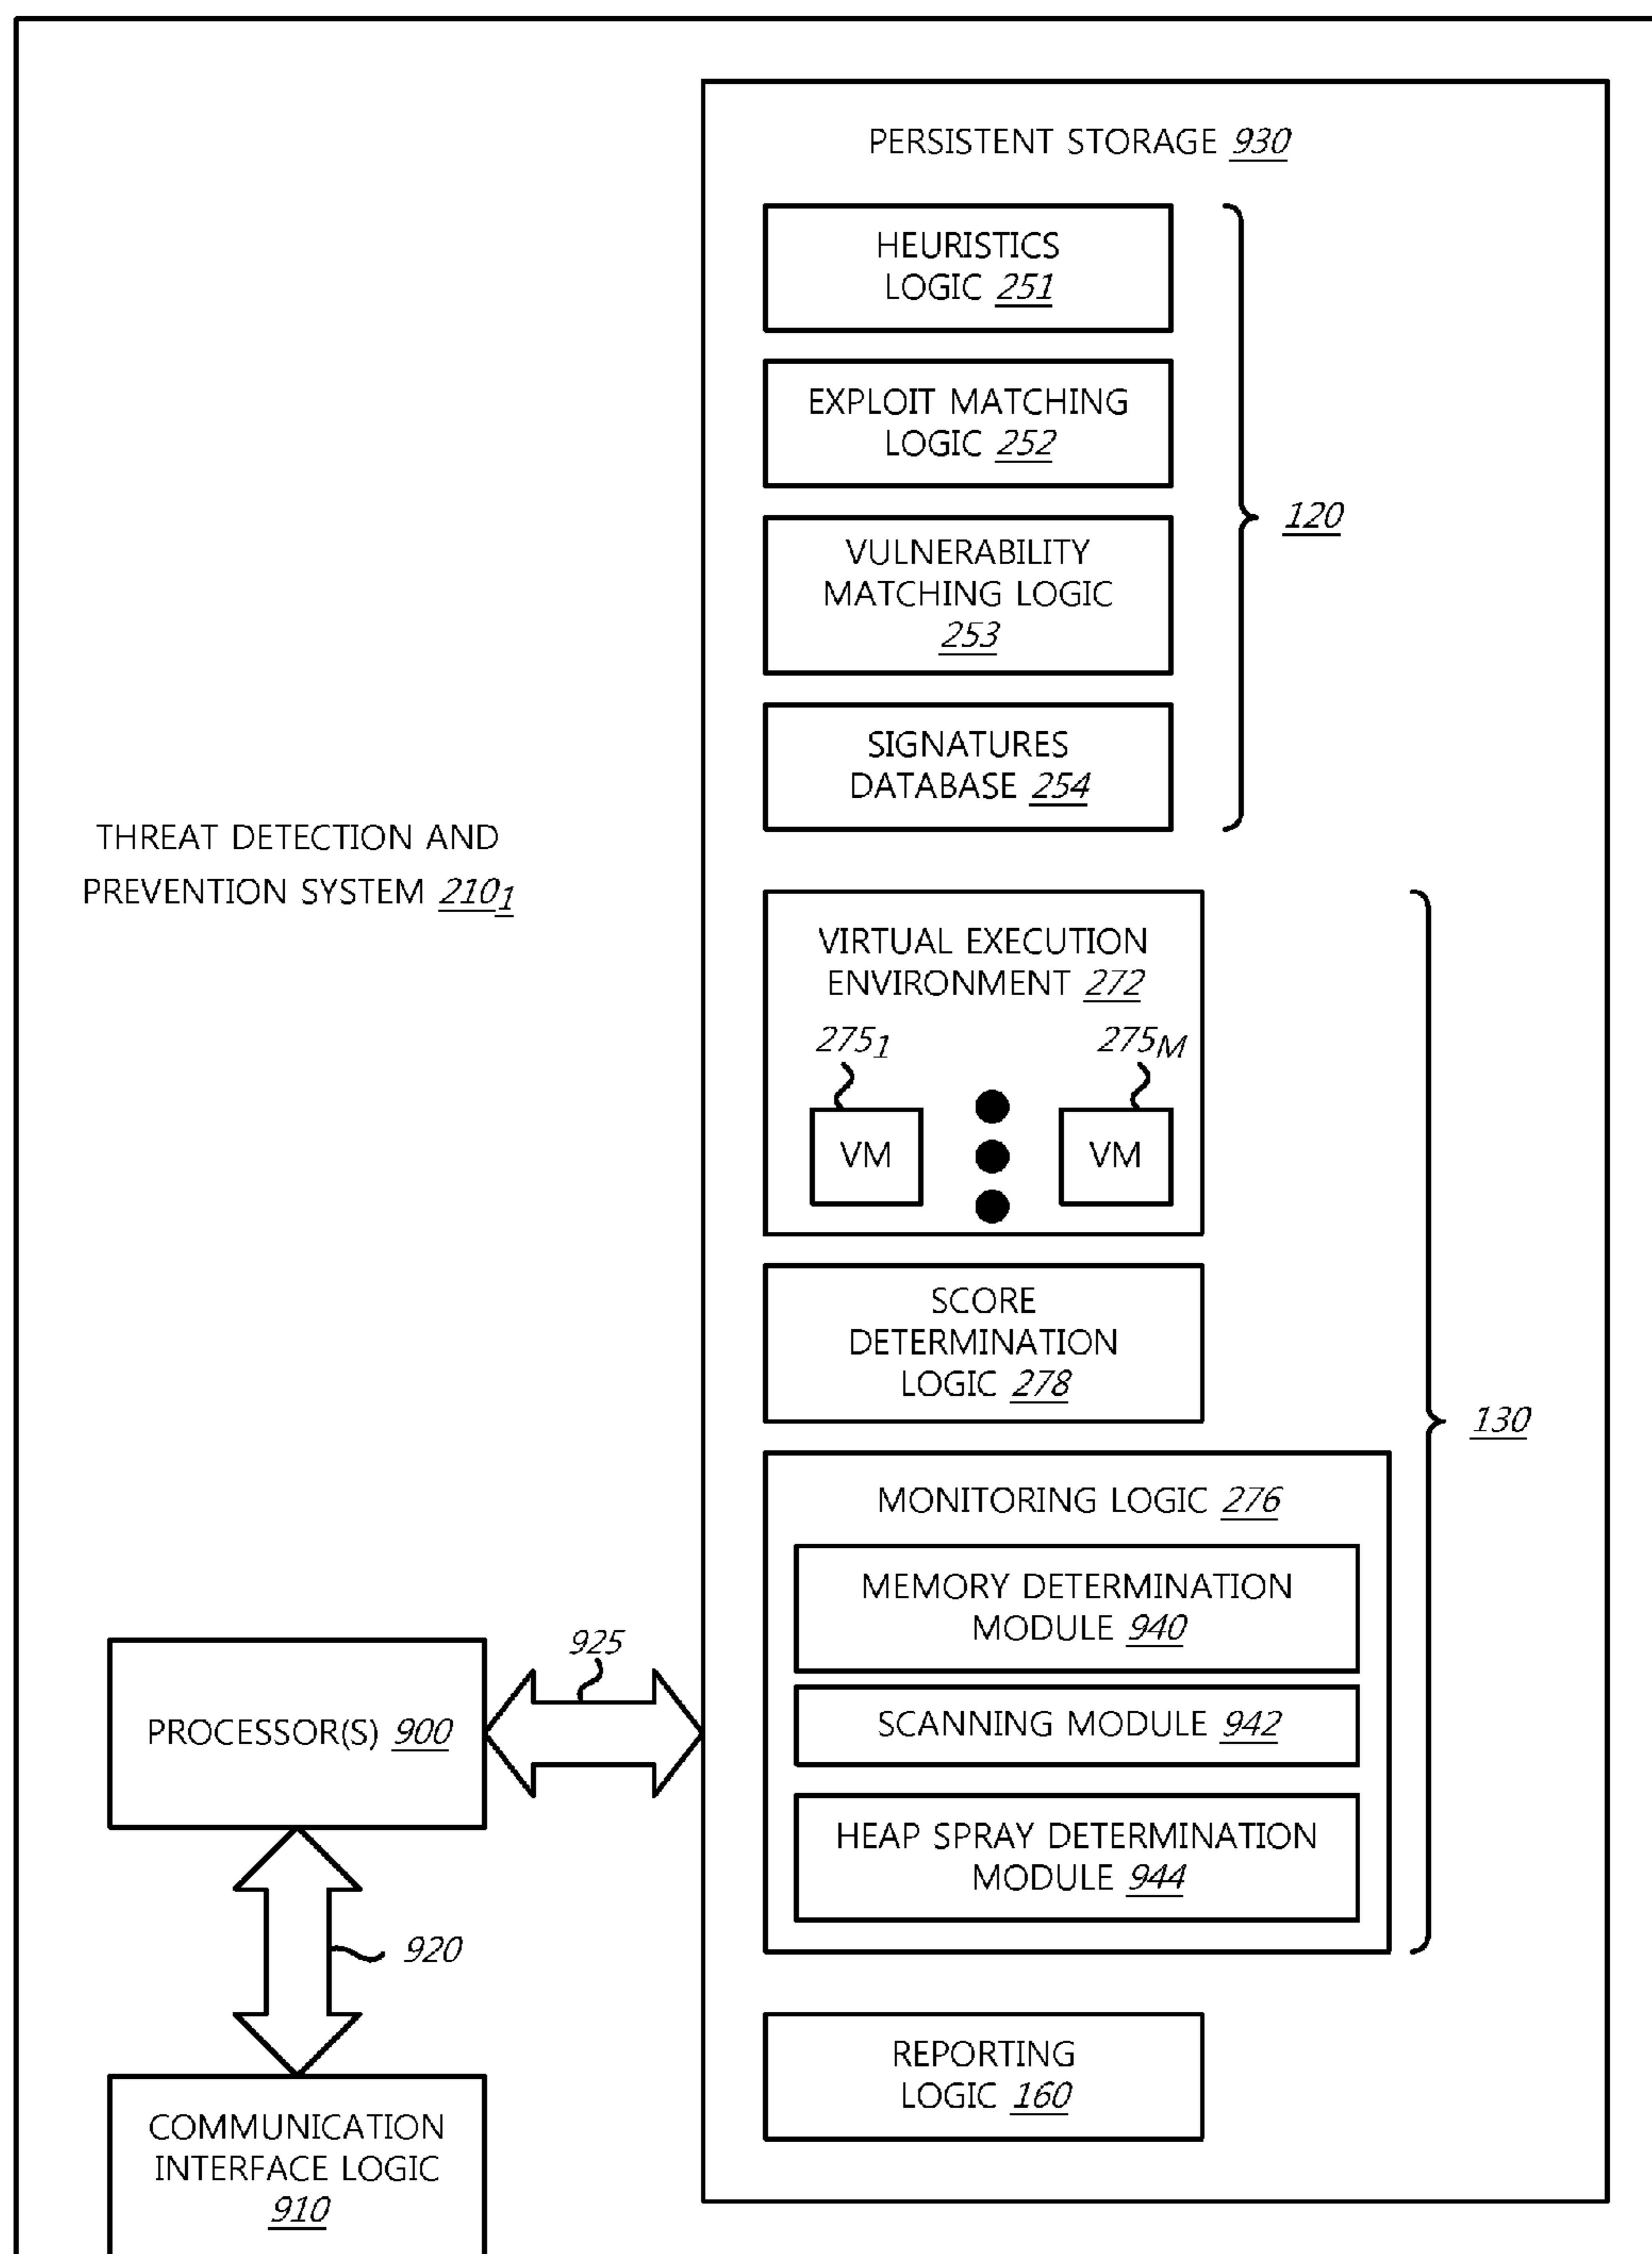 PERSISTENT STORAGE 930
HEURISTICS
LOGIC 251
EXPLOIT MATCHING
LOGIC 252
VULNERABILITY
MATCHING LOGIC
253
SIGNATURES
DATABASE 254
120
THREAT DETECTION AND
PREVENTION SYSTEM 210₁
VIRTUAL EXECUTION
ENVIRONMENT 272
275₁ 275M
VM VM
SCORE
DETERMINATION
LOGIC 278
130
MONITORING LOGIC 276
MEMORY DETERMINATION
MODULE 940
SCANNING MODULE 942
HEAP SPRAY DETERMINATION
MODULE 944
925
PROCESSOR(S) 900
920
REPORTING
LOGIC 160
COMMUNICATION
INTERFACE LOGIC
910